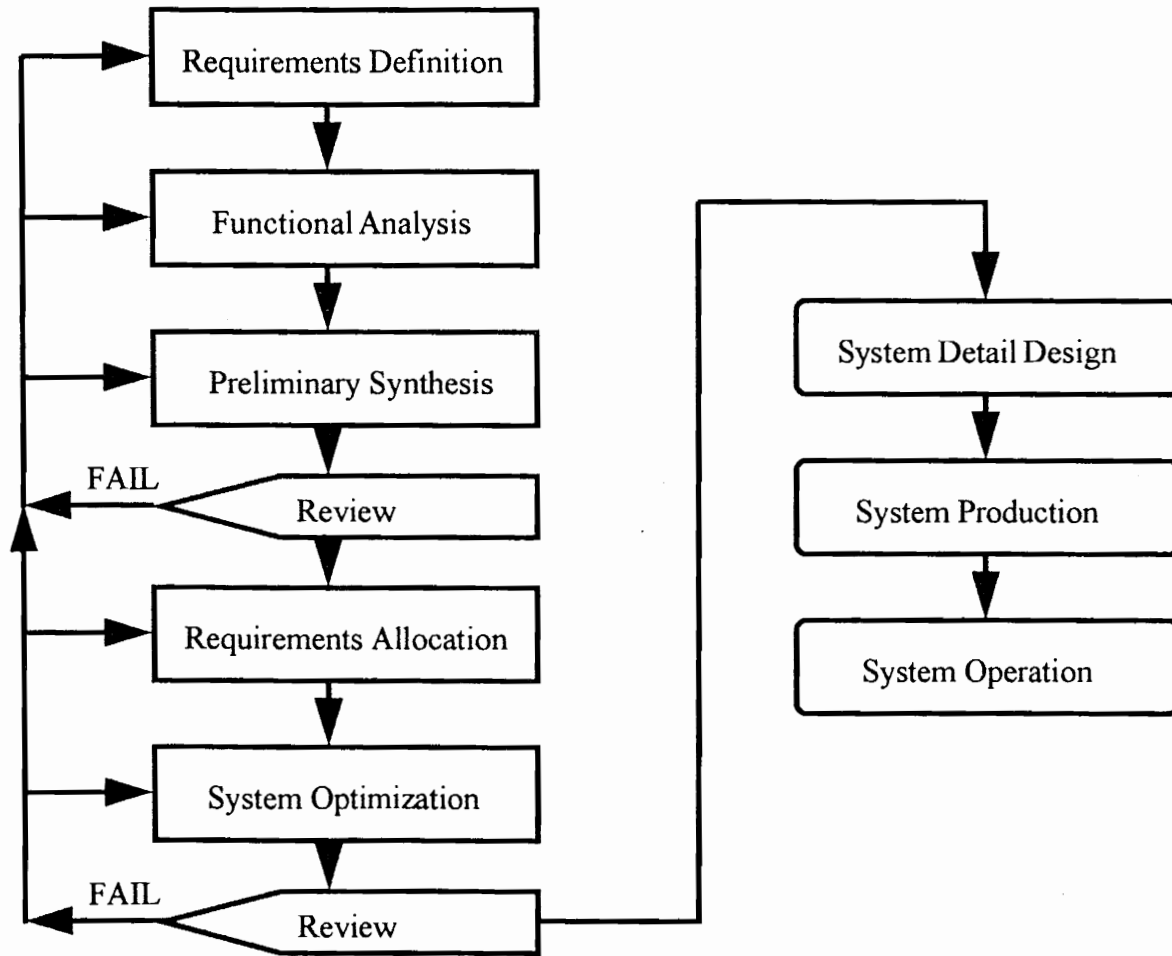 Requirements Definition
Functional Analysis
Preliminary Synthesis
FAIL
Review
Requirements Allocation
System Optimization
FAIL
Review
System Detail Design
System Production
System Operation